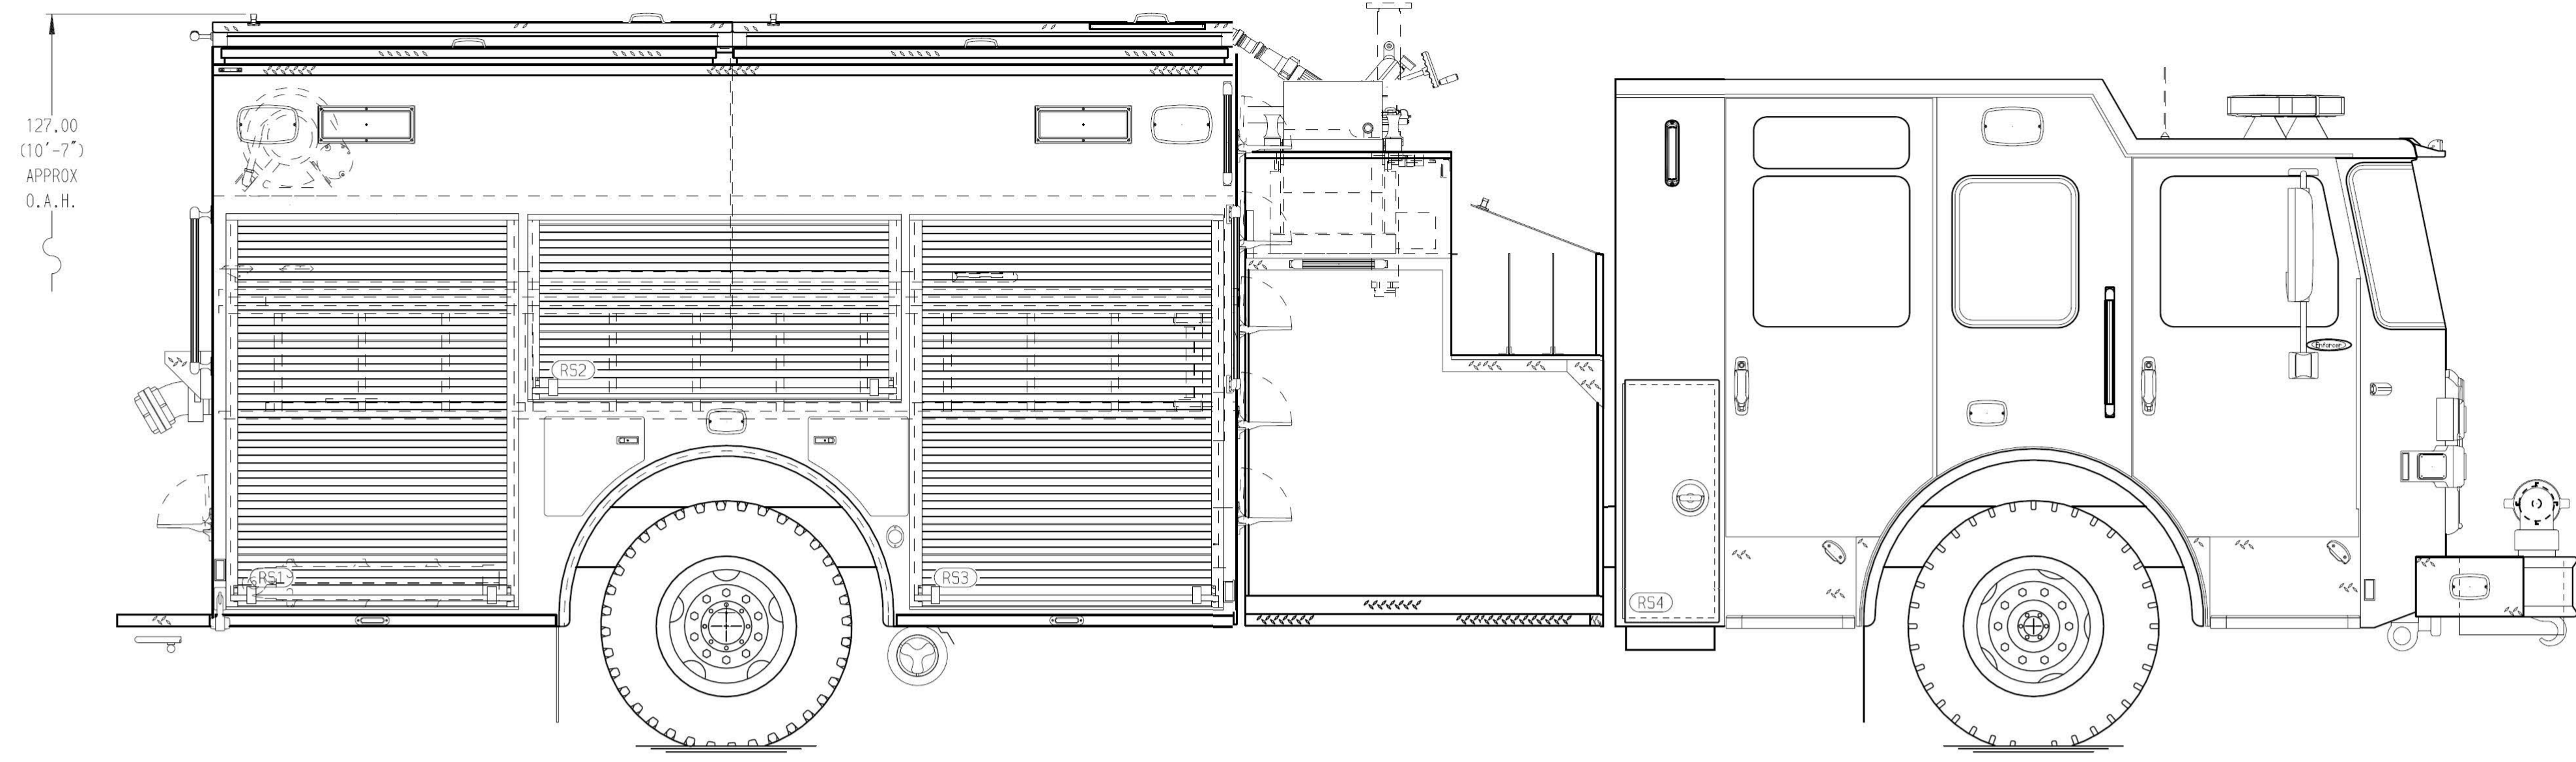 127.00
(10'-7")
APPROX
O.A.H.
RS2
Enforcer
RS1
RS3
RS4